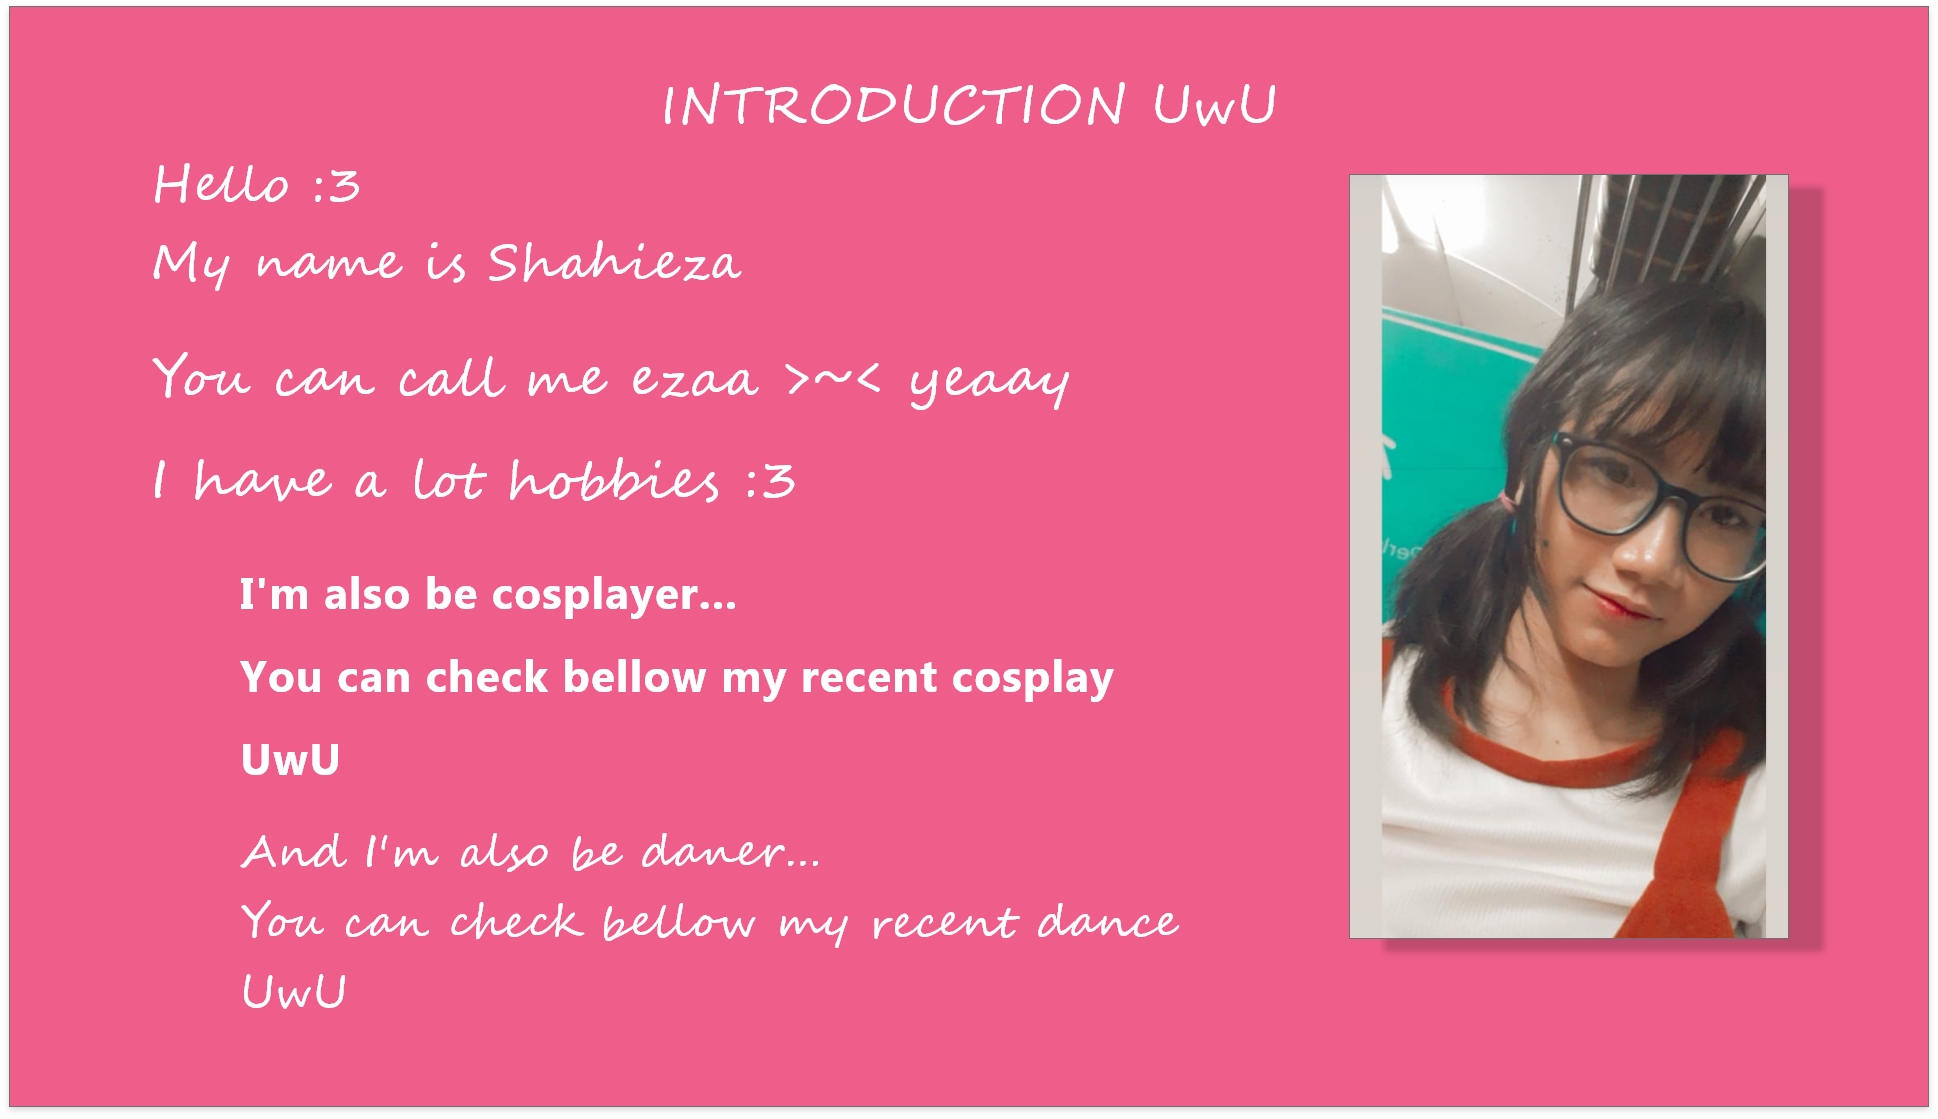 INTRODUCTION UwU
Hello :3
My name is Shahieza
You can call me ezaa >~< yeaay
I have a lot hobbies :3
I'm also be cosplayer...
You can check bellow my recent cosplay
UwU
And I'm also be daner...
You can check bellow my recent dance
UwU